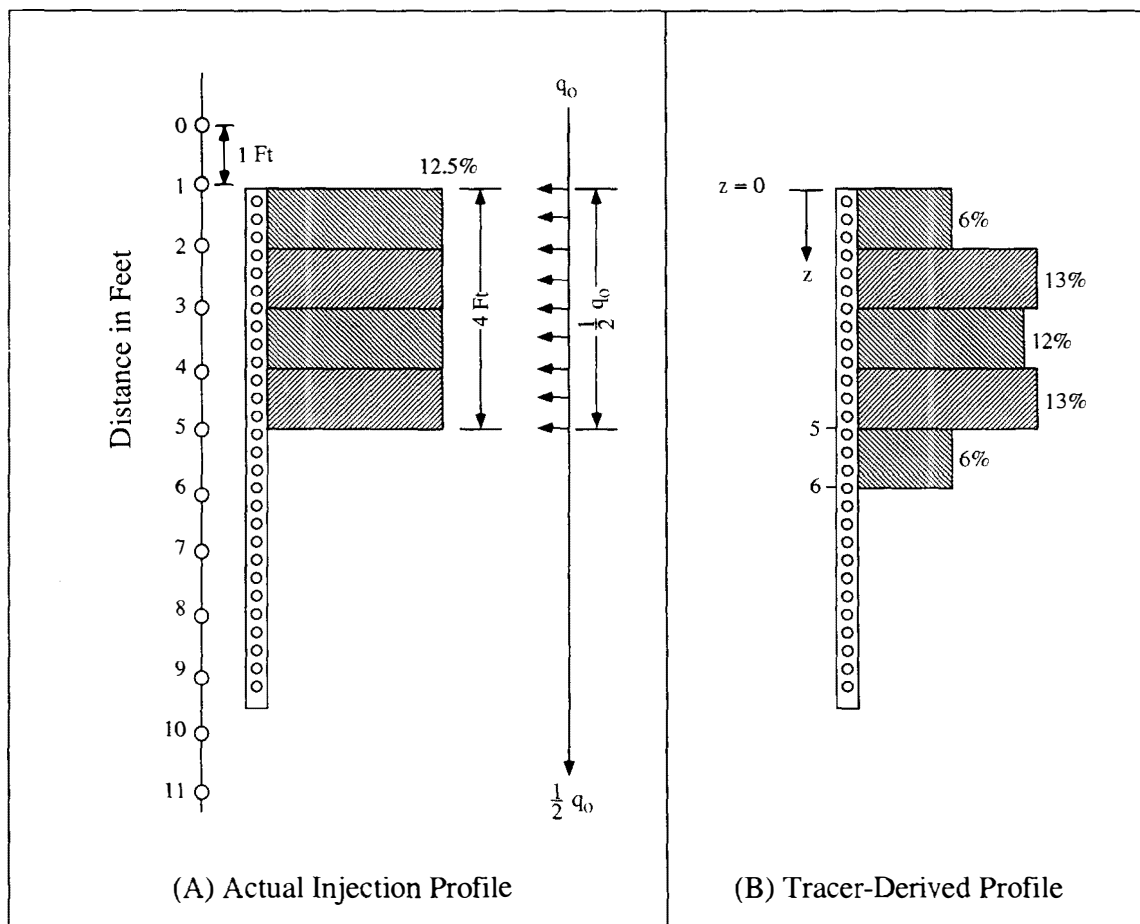 Distance in Feet
0
1
2
3
4
5
6
7
8
9
10
11
1 Ft
12.5%
4 Ft
q₀
1/2 q₀
1/2 q₀
(A) Actual Injection Profile
z = 0
z
6%
13%
12%
13%
5
6%
6
(B) Tracer-Derived Profile